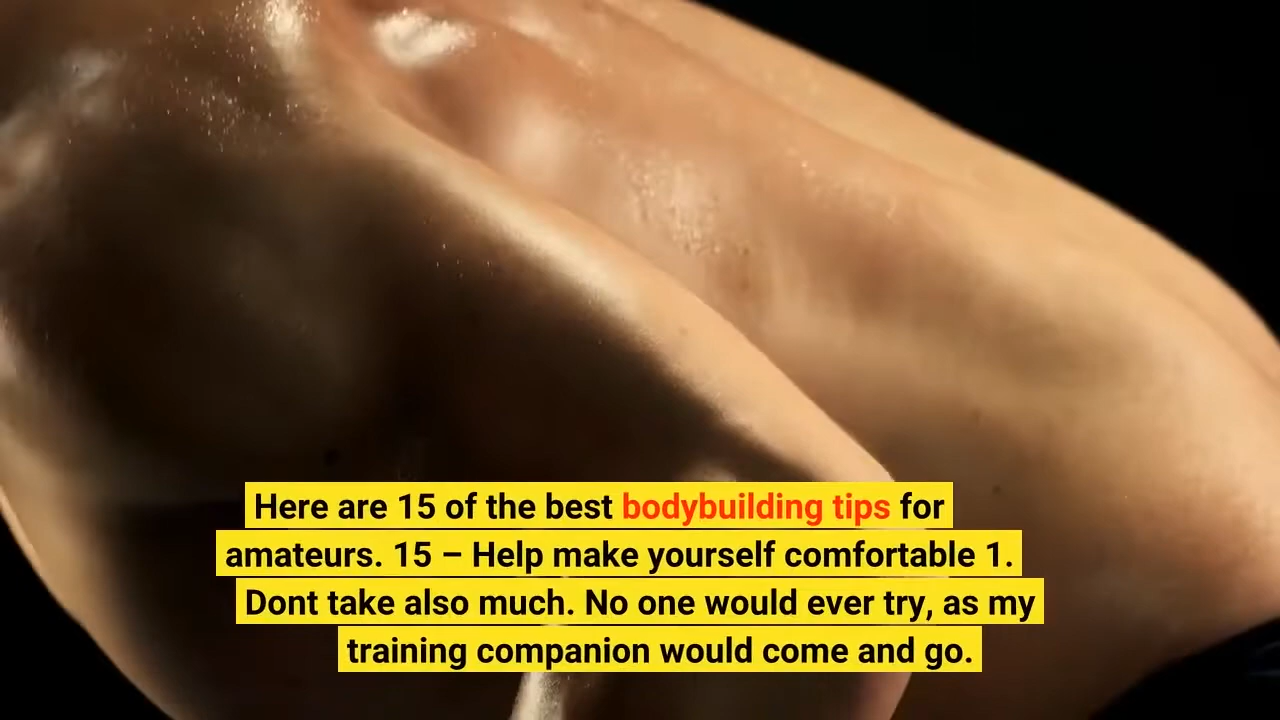 Here are 15 of the best bodybuilding tips for
amateurs. 15 – Help make yourself comfortable 1.
Dont take also much. No one would ever try, as my
training companion would come and go.